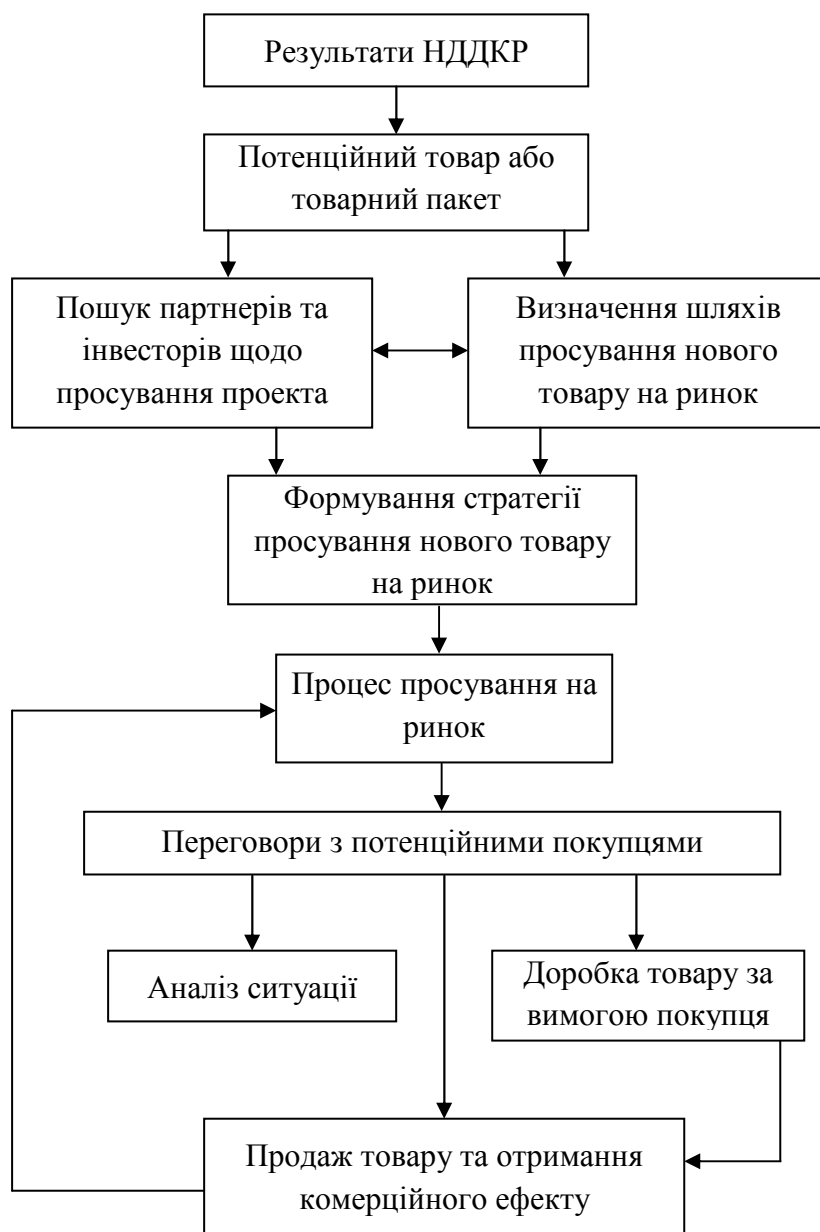 Результати НДДКР
Потенційний товар або
товарний пакет
Пошук партнерів та
інвесторів щодо
просування проекта
Визначення шляхів
просування нового
товару на ринок
Формування стратегії
просування нового товару
на ринок
Процес просування на
ринок
Переговори з потенційними покупцями
Аналіз ситуації
Доробка товару за
вимогою покупця
Продаж товару та отримання
комерційного ефекту